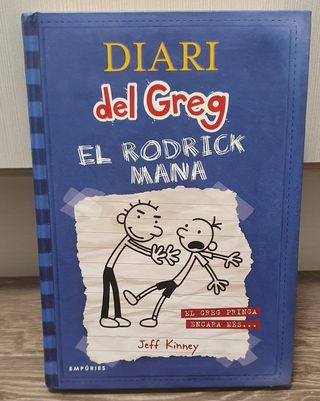 DIARI
del Greg
EL RODRICK
MANA
EL GREG PRINGA
ENCARA MÉS...
Jeff Kinney
EMPÚRIES